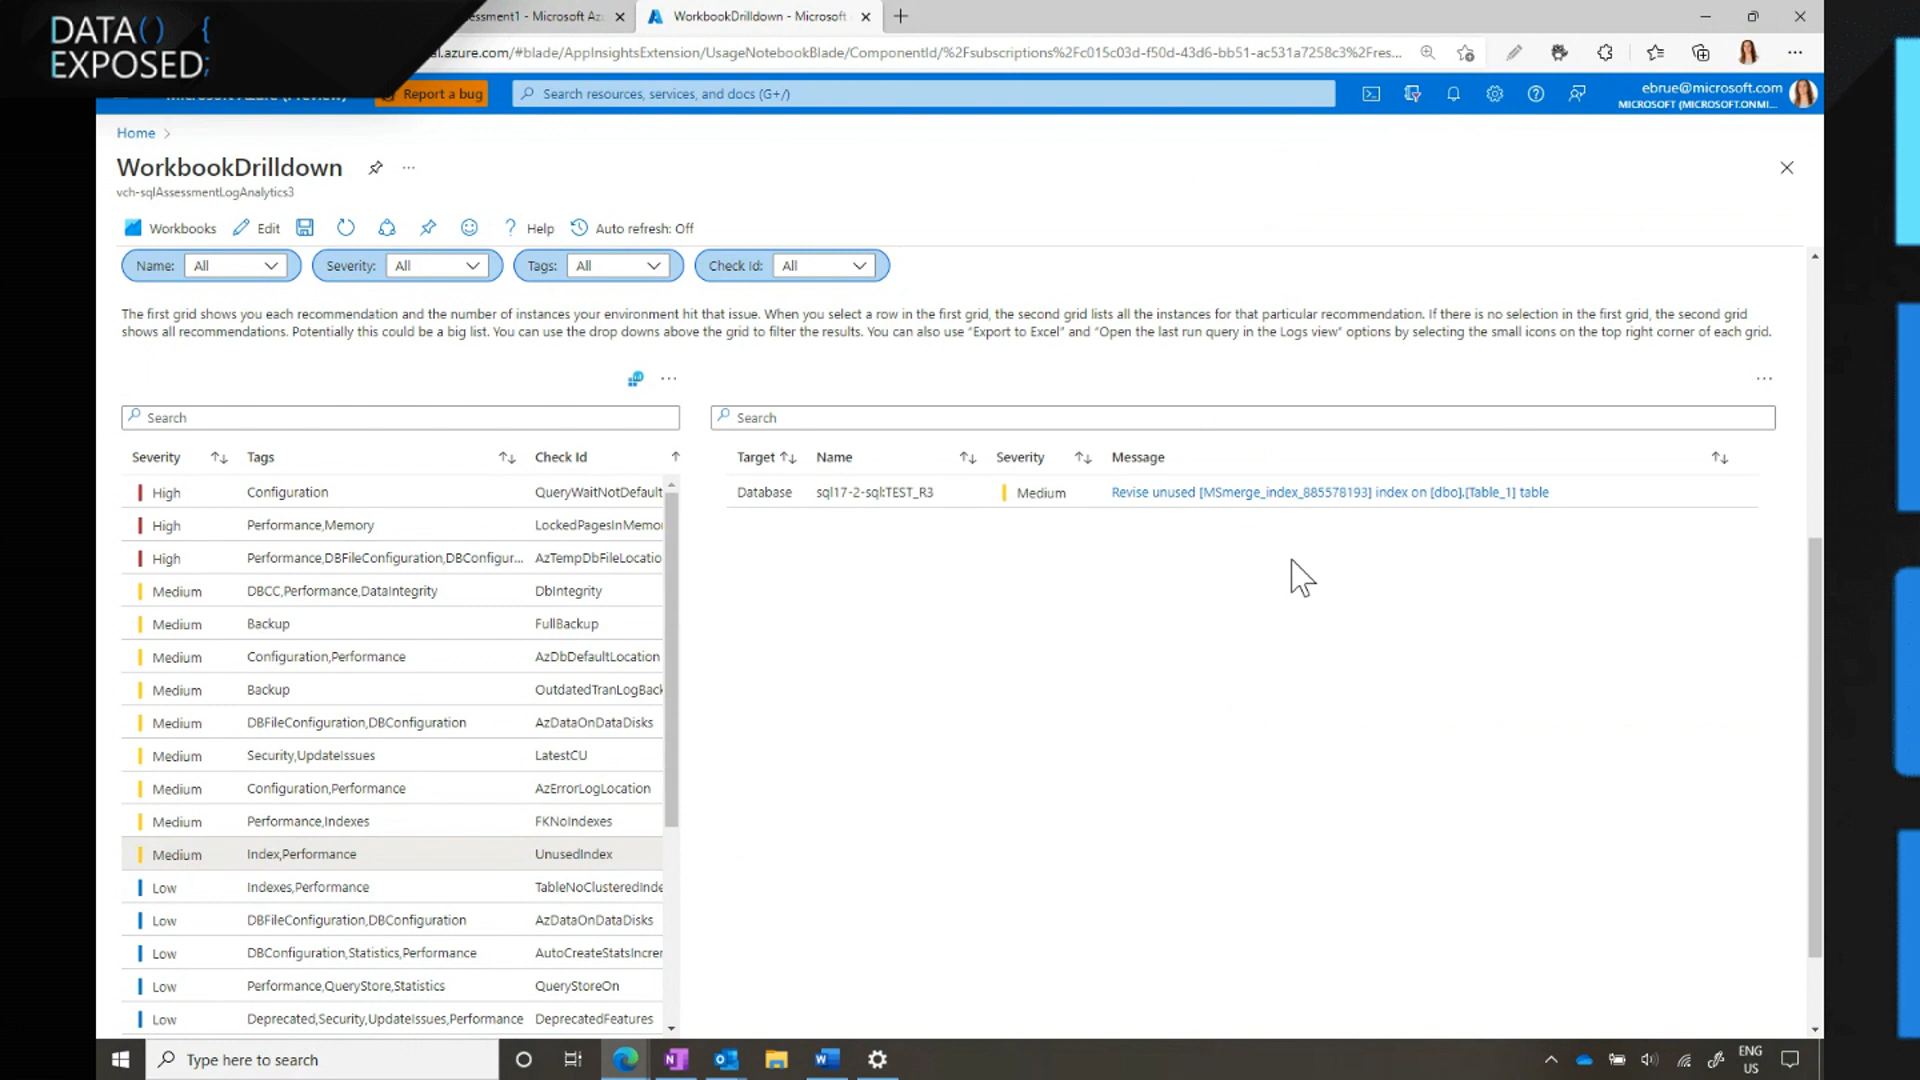 DATA() {
EXPOSED;
ssment1 - Microsoft Az
WorkbookDrilldown - Microsoft
al.azure.com/#blade/AppInsightsExtension/UsageNotebookBlade/ComponentId/%2Fsubscriptions%2Fc015c03d-f50d-43d6-bb51-ac531a7258c3%2Fres...
Microsoft Azure (Preview)
Report a bug
Search resources, services, and docs (G+/)
ebrue@microsoft.com
MICROSOFT (MICROSOFT.ONMI...
Home >
WorkbookDrilldown
vch-sqlAssessmentLogAnalytics3
Workbooks Edit Help Auto refresh: Off
Name: All Severity: All Tags: All Check Id: All
The first grid shows you each recommendation and the number of instances your environment hit that issue. When you select a row in the first grid, the second grid lists all the instances for that particular recommendation. If there is no selection in the first grid, the second grid
shows all recommendations. Potentially this could be a big list. You can use the drop downs above the grid to filter the results. You can also use "Export to Excel" and "Open the last run query in the Logs view" options by selecting the small icons on the top right corner of each grid.
Search
Severity Tags Check Id
High Configuration QueryWaitNotDefault
High Performance,Memory LockedPagesInMemo
High Performance,DBFileConfiguration,DBConfigur... AzTempDbFileLocatio
Medium DBCC,Performance,DataIntegrity DbIntegrity
Medium Backup FullBackup
Medium Configuration,Performance AzDbDefaultLocation
Medium Backup OutdatedTranLogBack
Medium DBFileConfiguration,DBConfiguration AzDataOnDataDisks
Medium Security,UpdateIssues LatestCU
Medium Configuration,Performance AzErrorLogLocation
Medium Performance,Indexes FKNoIndexes
Medium Index,Performance UnusedIndex
Low Indexes,Performance TableNoClusteredInde
Low DBFileConfiguration,DBConfiguration AzDataOnDataDisks
Low DBConfiguration,Statistics,Performance AutoCreateStatsIncrer
Low Performance,QueryStore,Statistics QueryStoreOn
Low Deprecated,Security,UpdateIssues,Performance DeprecatedFeatures
Search
Target Name Severity Message
Database sql17-2-sql:TEST_R3 Medium Revise unused [MSmerge_index_885578193] index on [dbo].[Table_1] table
Type here to search
ENG
US